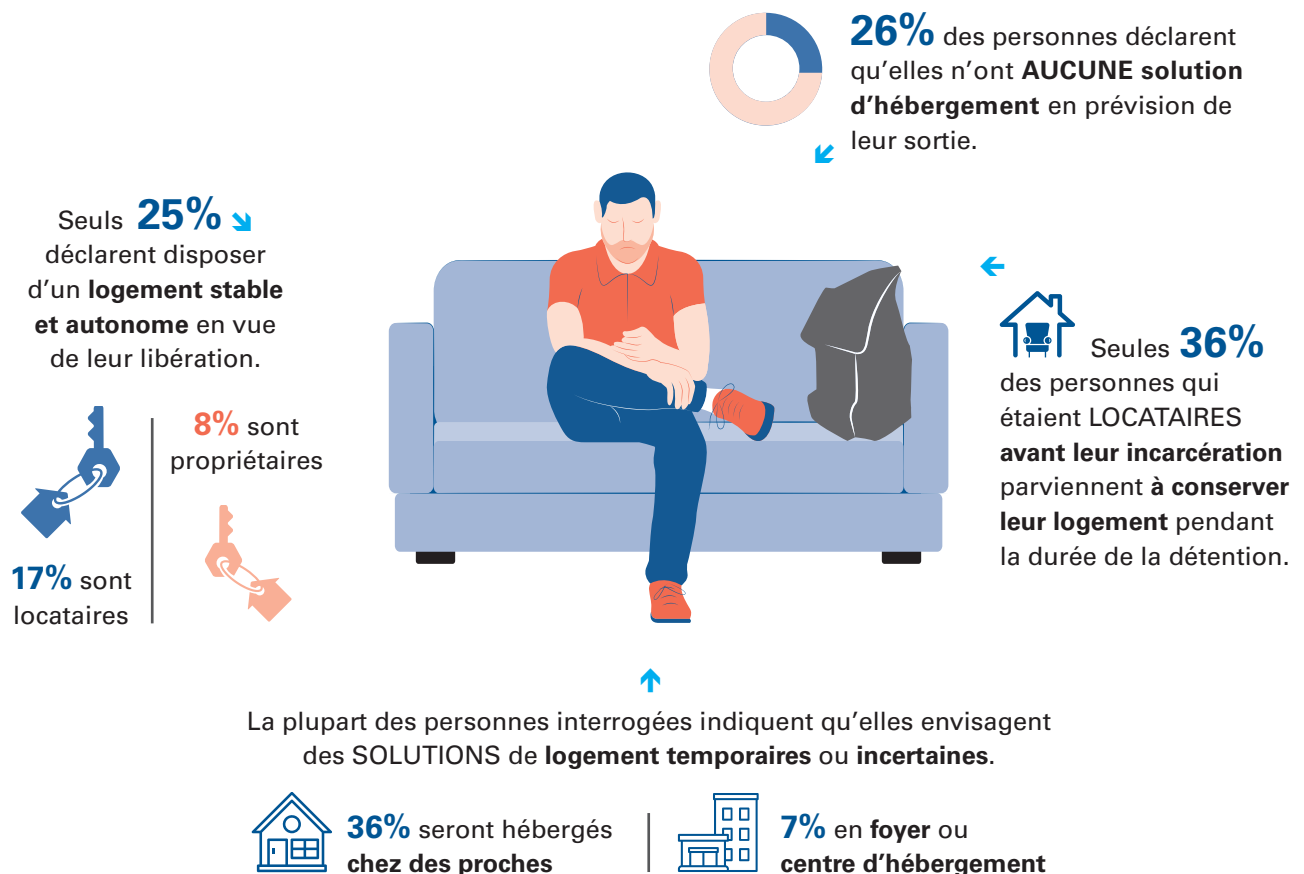 26% des personnes déclarent
qu'elles n'ont AUCUNE solution
d'hébergement en prévision de
leur sortie.
Seuls 25%
déclarent disposer
d'un logement stable
et autonome en vue
de leur libération.
17% sont
locataires
8% sont
propriétaires
Seules 36%
des personnes qui
étaient LOCATAIRES
avant leur incarcération
parviennent à conserver
leur logement pendant
la durée de la détention.
La plupart des personnes interrogées indiquent qu'elles envisagent
des SOLUTIONS de logement temporaires ou incertaines.
36% seront hébergés
chez des proches
7% en foyer ou
centre d'hébergement